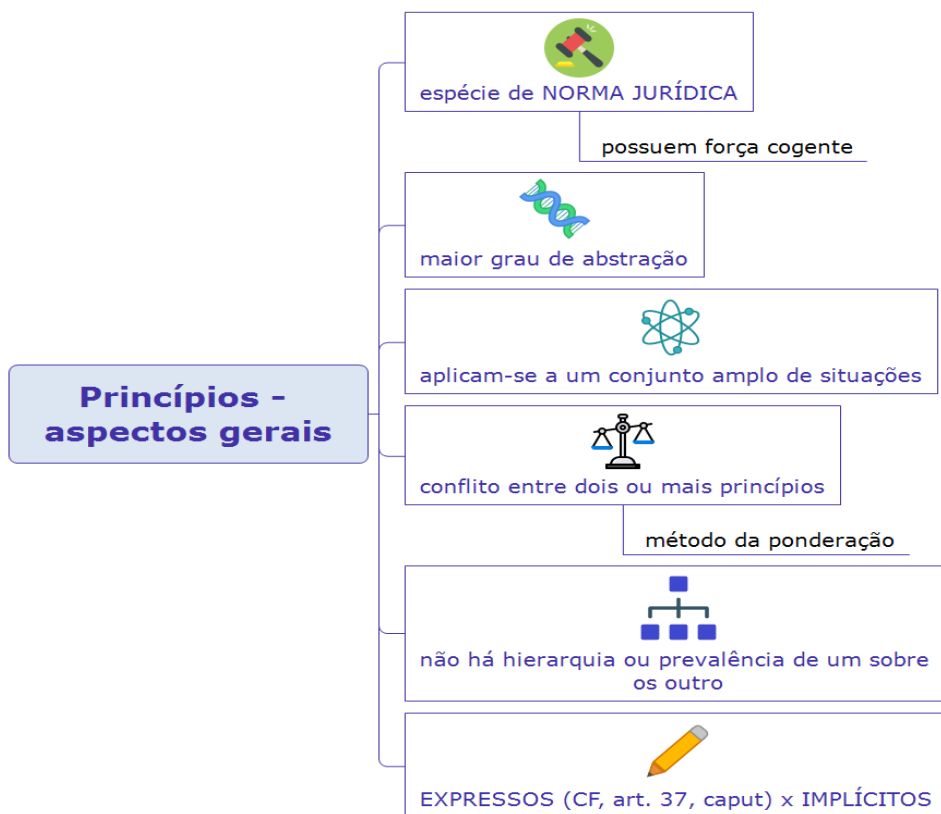 Princípios -
aspectos gerais
espécie de NORMA JURÍDICA
possuem força cogente
maior grau de abstração
aplicam-se a um conjunto amplo de situações
conflito entre dois ou mais princípios
método da ponderação
não há hierarquia ou prevalência de um sobre
os outro
EXPRESSOS (CF, art. 37, caput) x IMPLÍCITOS